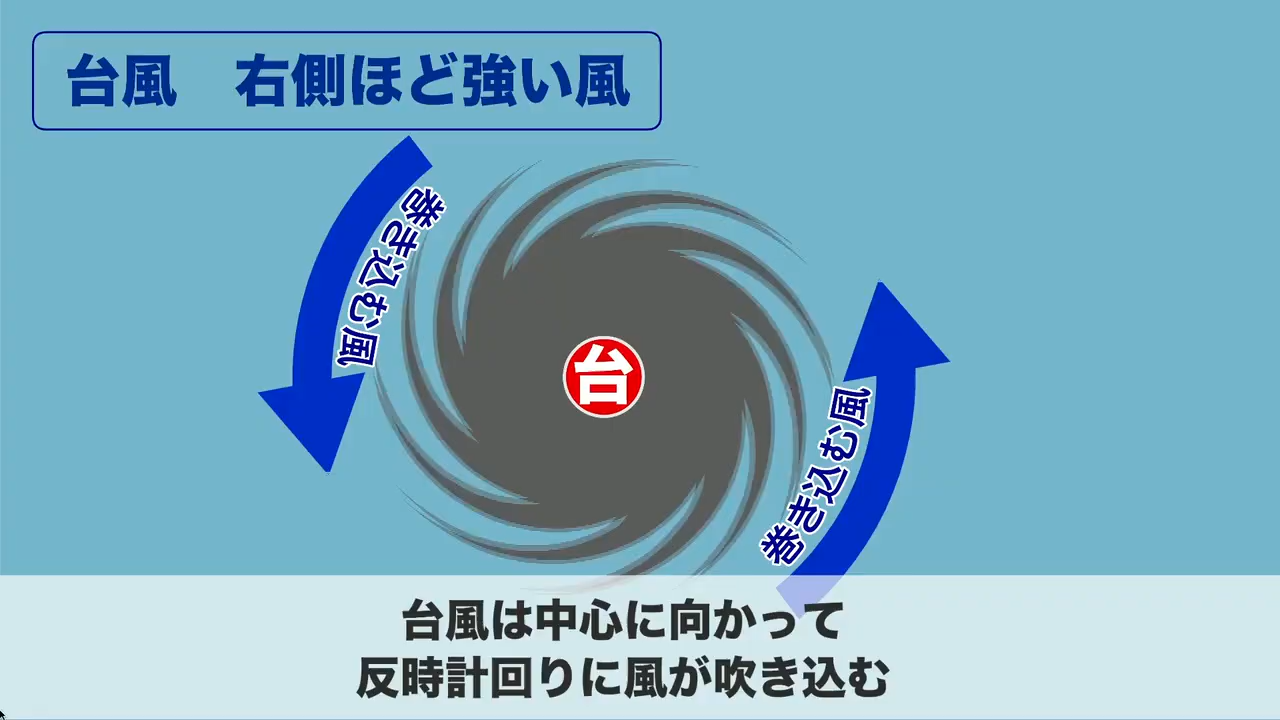 台風　右側ほど強い風
巻き込む風
台
巻き込む風
台風は中心に向かって
反時計回りに風が吹き込む